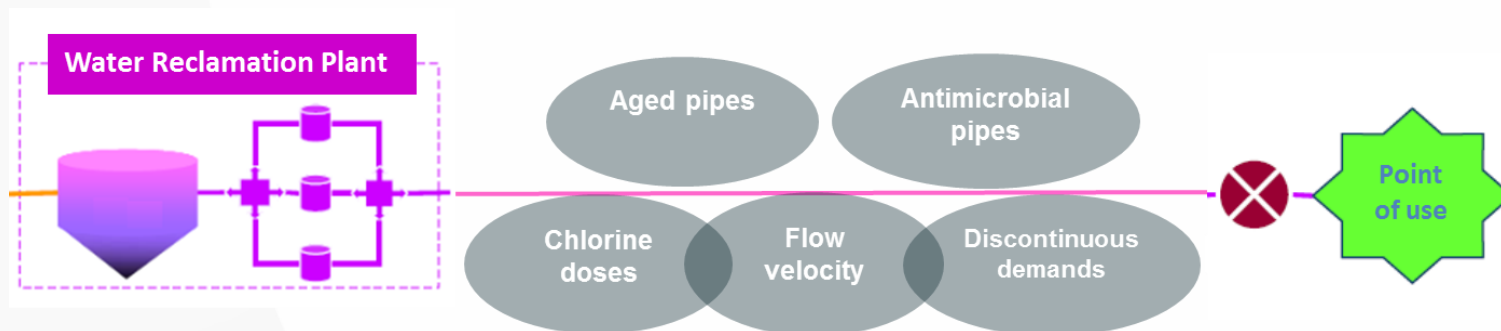 Water Reclamation Plant
Aged pipes
Antimicrobial
pipes
Chlorine
doses
Flow
velocity
Discontinuous
demands
Point
of use